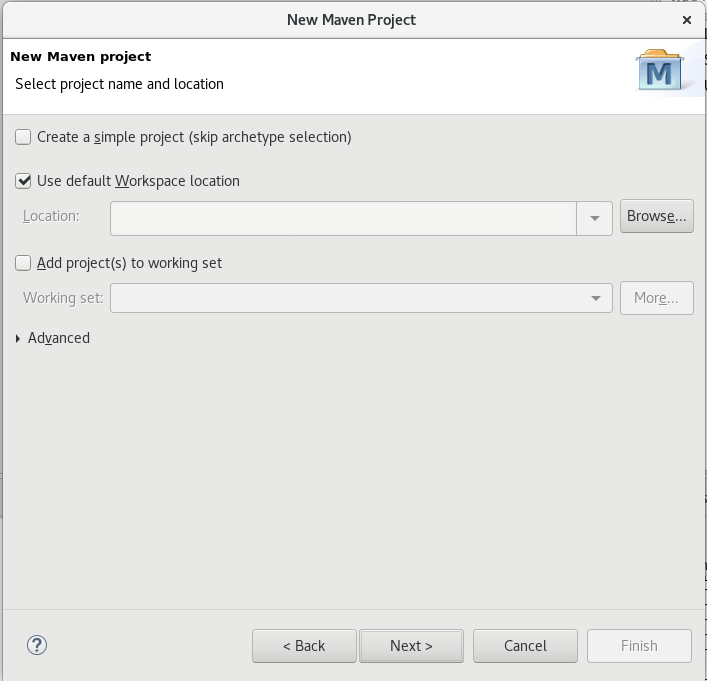 New Maven Project
New Maven project
Select project name and location
M
Create a simple project (skip archetype selection)
Use default Workspace location
Location:
Browse...
Add project(s) to working set
Working set:
More...
Advanced
?
< Back
Next >
Cancel
Finish